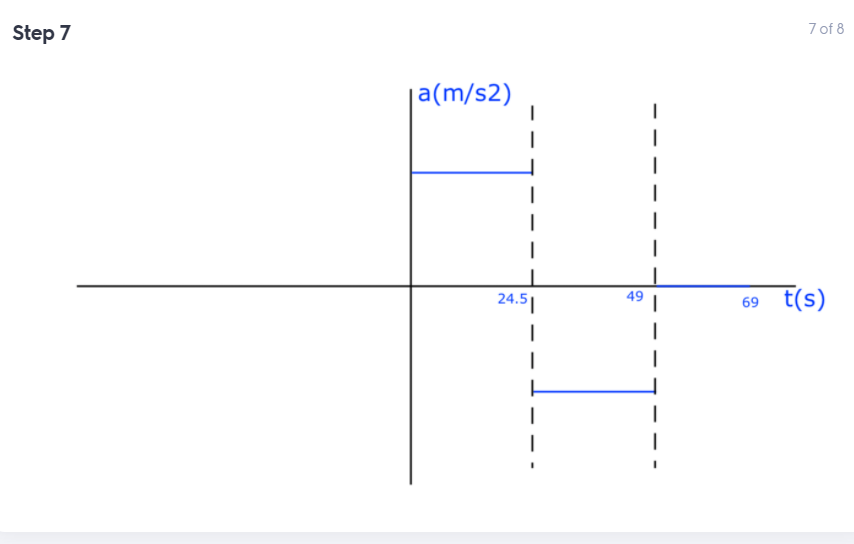 Step 7
7 of 8
a(m/s2)
24.5
49
69
t(s)